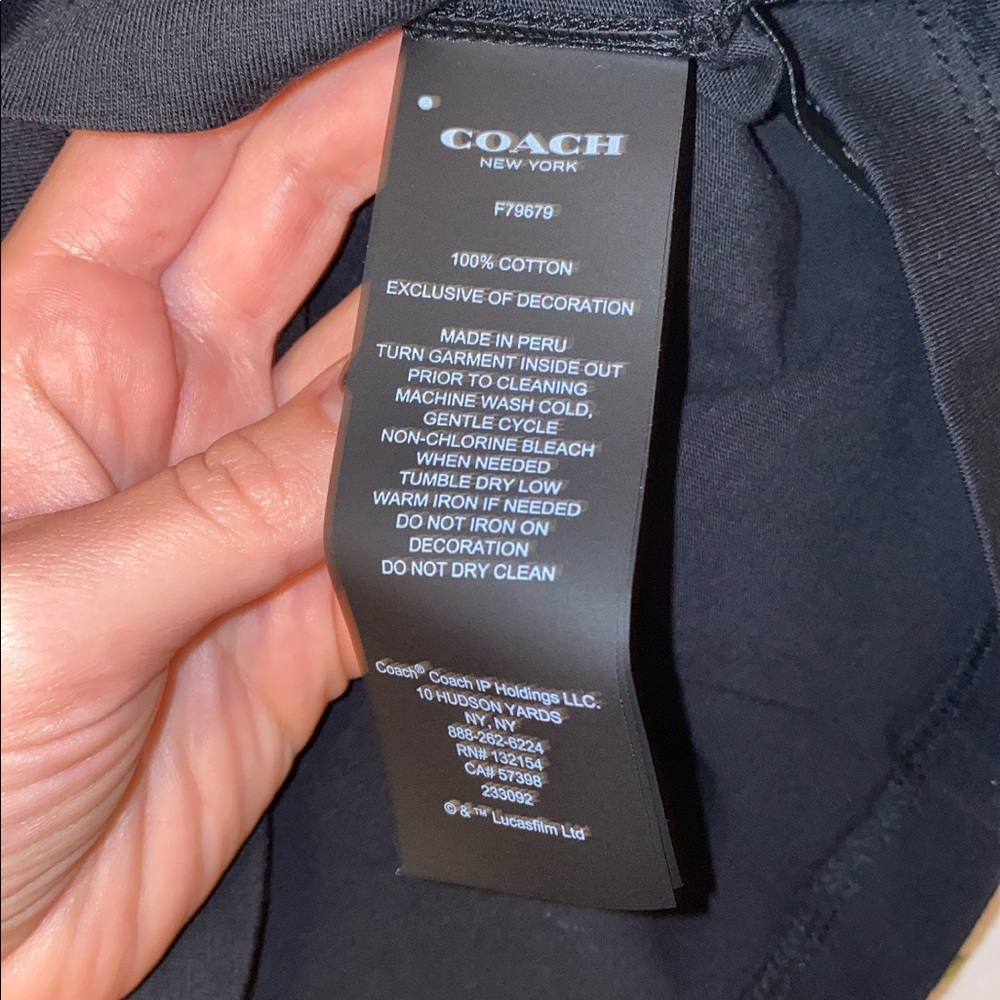 COACH
NEW YORK
F79679
100% COTTON
EXCLUSIVE OF DECORATION
MADE IN PERU
TURN GARMENT INSIDE OUT
PRIOR TO CLEANING
MACHINE WASH COLD,
GENTLE CYCLE
NON-CHLORINE BLEACH
WHEN NEEDED
TUMBLE DRY LOW
WARM IRON IF NEEDED
DO NOT IRON ON
DECORATION
DO NOT DRY CLEAN
Coach® Coach IP Holdings LLC.
10 HUDSON YARDS
NY, NY
888-262-6224
RN# 132154
CA# 57398
233092
© & ™ Lucasfilm Ltd